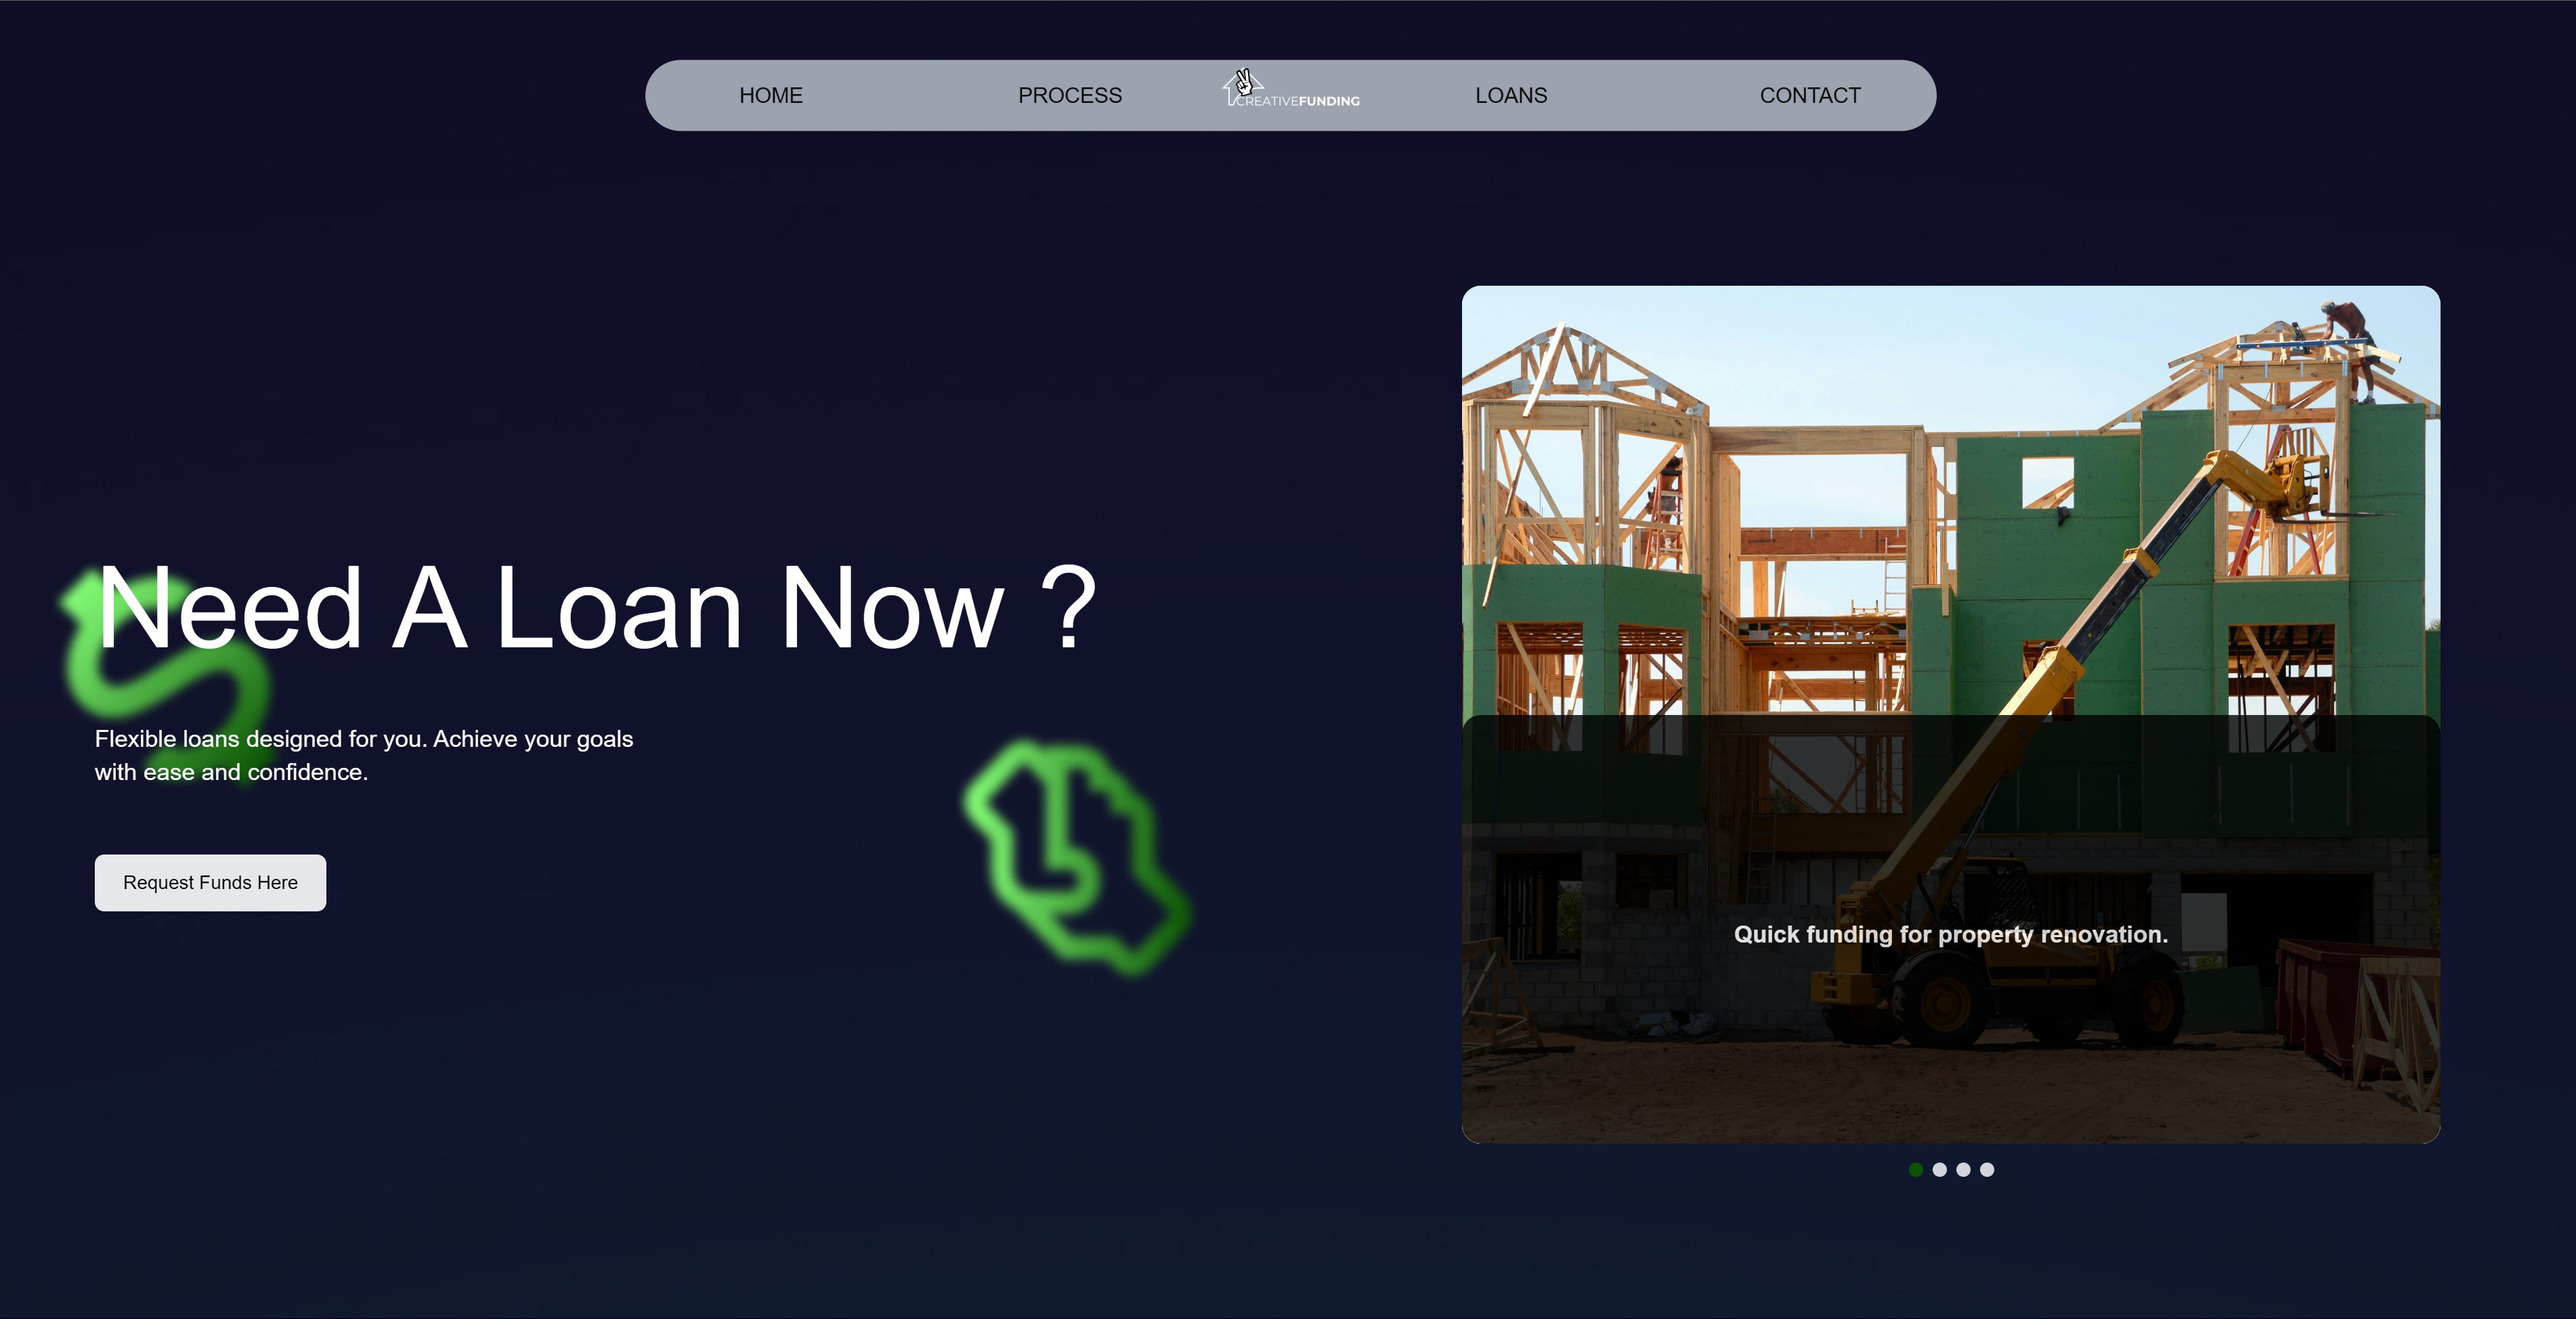 HOME
PROCESS
CREATIVEFUNDING
LOANS
CONTACT
Need A Loan Now ?
Flexible loans designed for you. Achieve your goals
with ease and confidence.
Request Funds Here
Quick funding for property renovation.